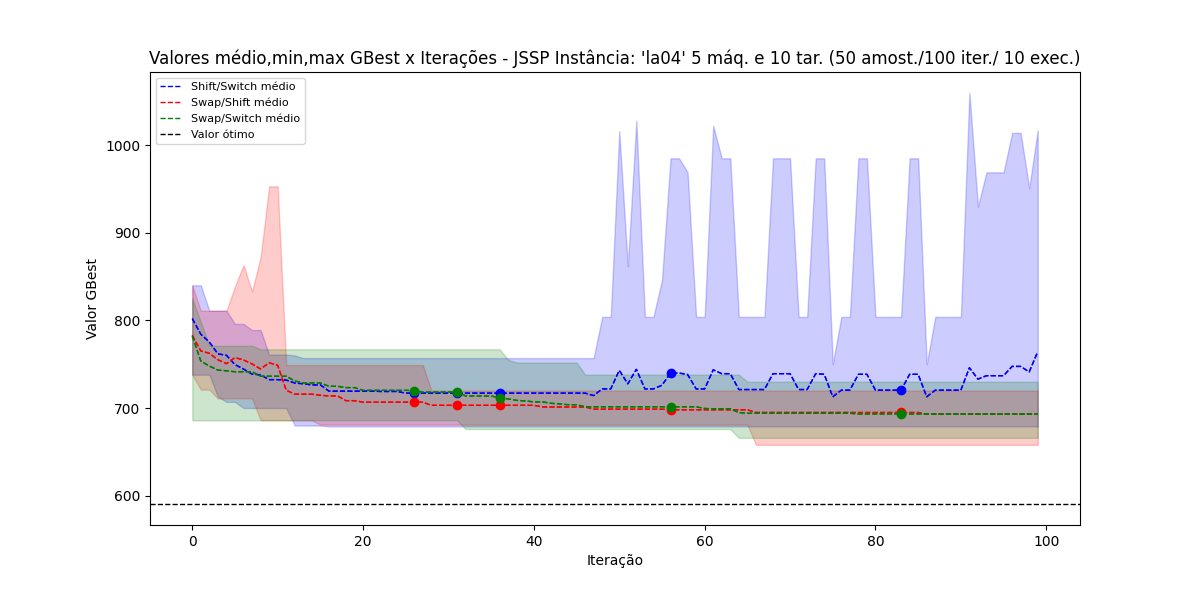 Valores médio,min,max GBest x Iterações - JSSP Instância: 'la04' 5 máq. e 10 tar. (50 amost./100 iter./ 10 exec.)
Shift/Switch médio
Swap/Shift médio
Swap/Switch médio
Valor ótimo
1000
900
800
700
600
Valor GBest
0 20 40 60 80 100
Iteração